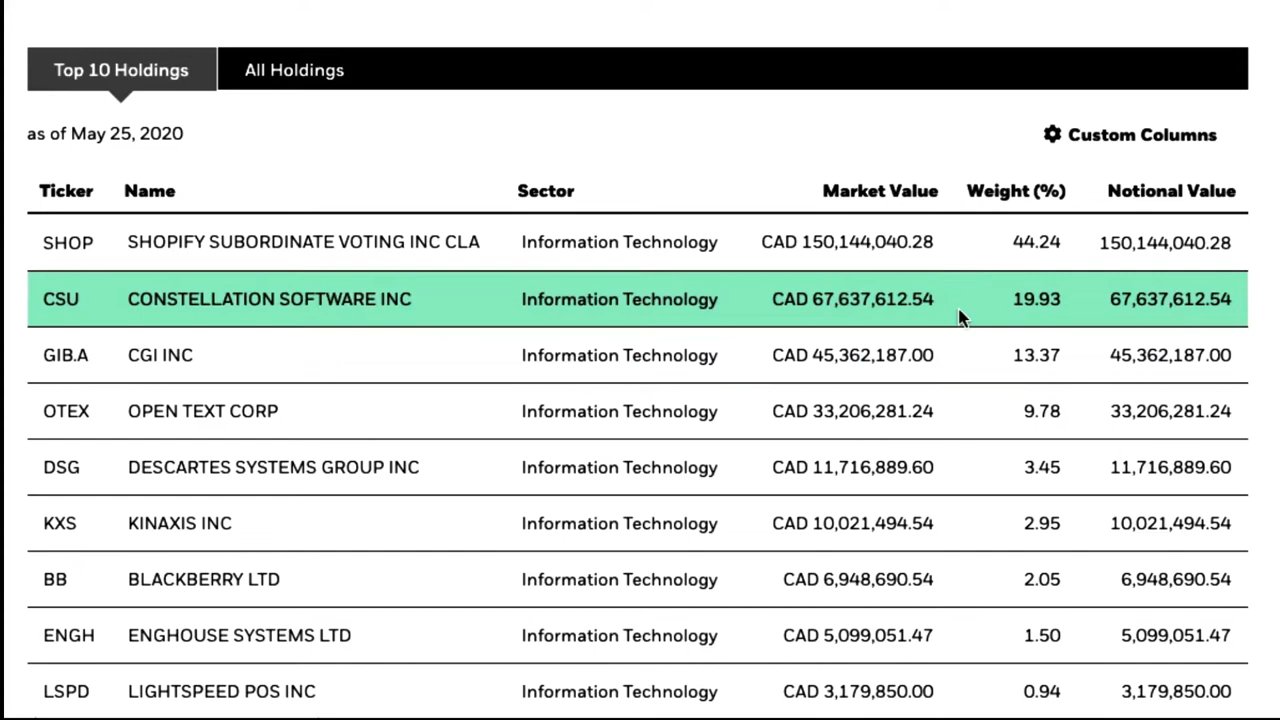 Top 10 Holdings All Holdings
as of May 25, 2020 Custom Columns
Ticker Name Sector Market Value Weight (%) Notional Value
SHOP SHOPIFY SUBORDINATE VOTING INC CLA Information Technology CAD 150,144,040.28 44.24 150,144,040.28
CSU CONSTELLATION SOFTWARE INC Information Technology CAD 67,637,612.54 19.93 67,637,612.54
GIB.A CGI INC Information Technology CAD 45,362,187.00 13.37 45,362,187.00
OTEX OPEN TEXT CORP Information Technology CAD 33,206,281.24 9.78 33,206,281.24
DSG DESCARTES SYSTEMS GROUP INC Information Technology CAD 11,716,889.60 3.45 11,716,889.60
KXS KINAXIS INC Information Technology CAD 10,021,494.54 2.95 10,021,494.54
BB BLACKBERRY LTD Information Technology CAD 6,948,690.54 2.05 6,948,690.54
ENGH ENGHOUSE SYSTEMS LTD Information Technology CAD 5,099,051.47 1.50 5,099,051.47
LSPD LIGHTSPEED POS INC Information Technology CAD 3,179,850.00 0.94 3,179,850.00